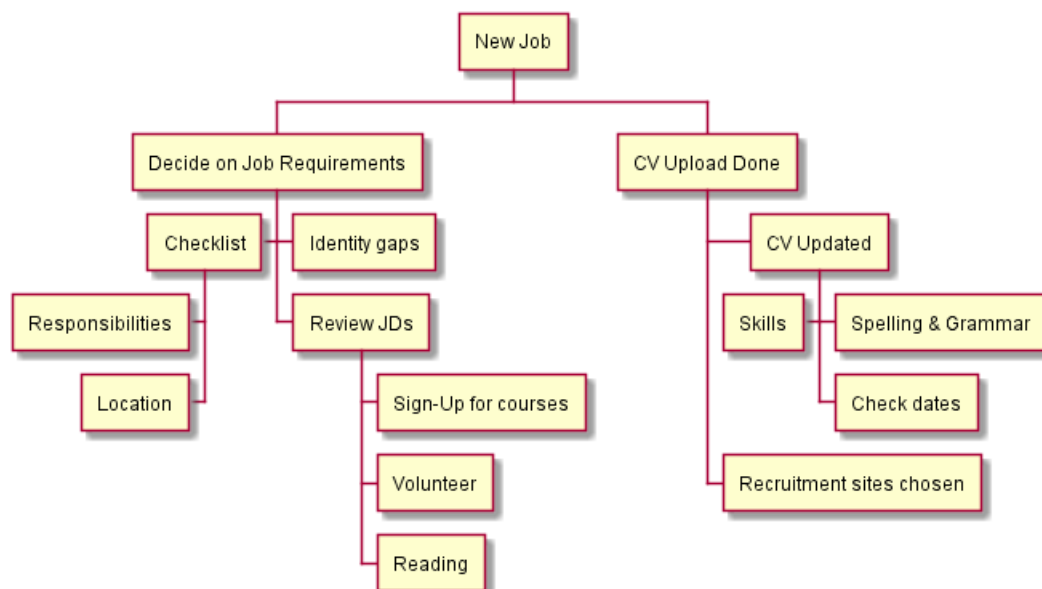 New Job
Decide on Job Requirements
CV Upload Done
Checklist
Identity gaps
CV Updated
Responsibilities
Review JDs
Skills
Spelling & Grammar
Location
Sign-Up for courses
Check dates
Volunteer
Recruitment sites chosen
Reading